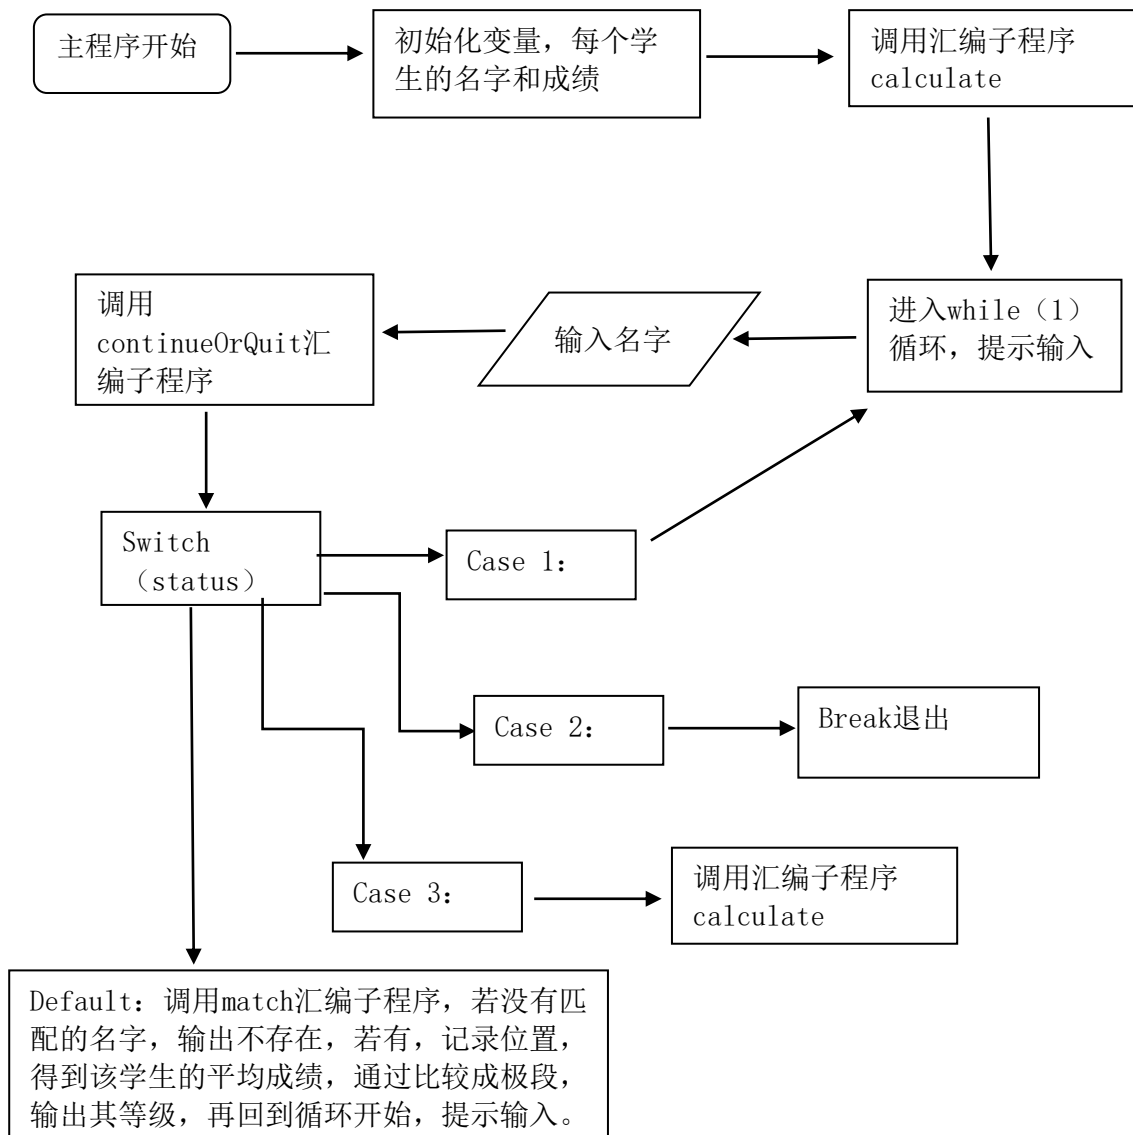 主程序开始
初始化变量，每个学
生的名字和成绩
调用汇编子程序
calculate
进入while（1）
循环，提示输入
输入名字
调用
continueOrQuit汇
编子程序
Switch
（status）
Case 1：
Case 2：
Break退出
Case 3：
调用汇编子程序
calculate
Default：调用match汇编子程序，若没有匹
配的名字，输出不存在，若有，记录位置，
得到该学生的平均成绩，通过比较成极段，
输出其等级，再回到循环开始，提示输入。